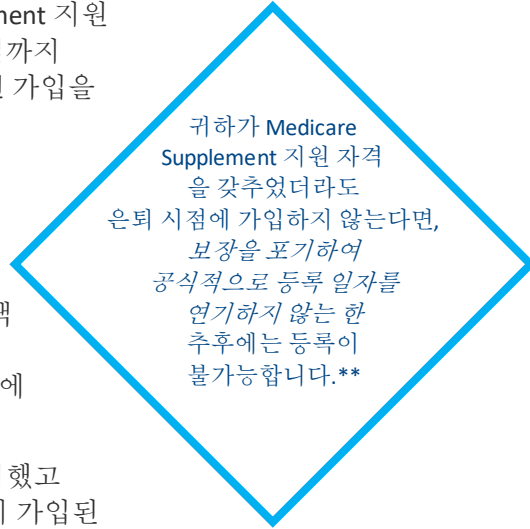 ment 지원
까지
가입을
귀하가 Medicare
Supplement 지원 자격
을 갖추었더라도
은퇴 시점에 가입하지 않는다면,
보장을 포기하여
공식적으로 등록 일자를
연기하지 않는 한
추후에는 등록이
불가능합니다.**
에
했고
가입된